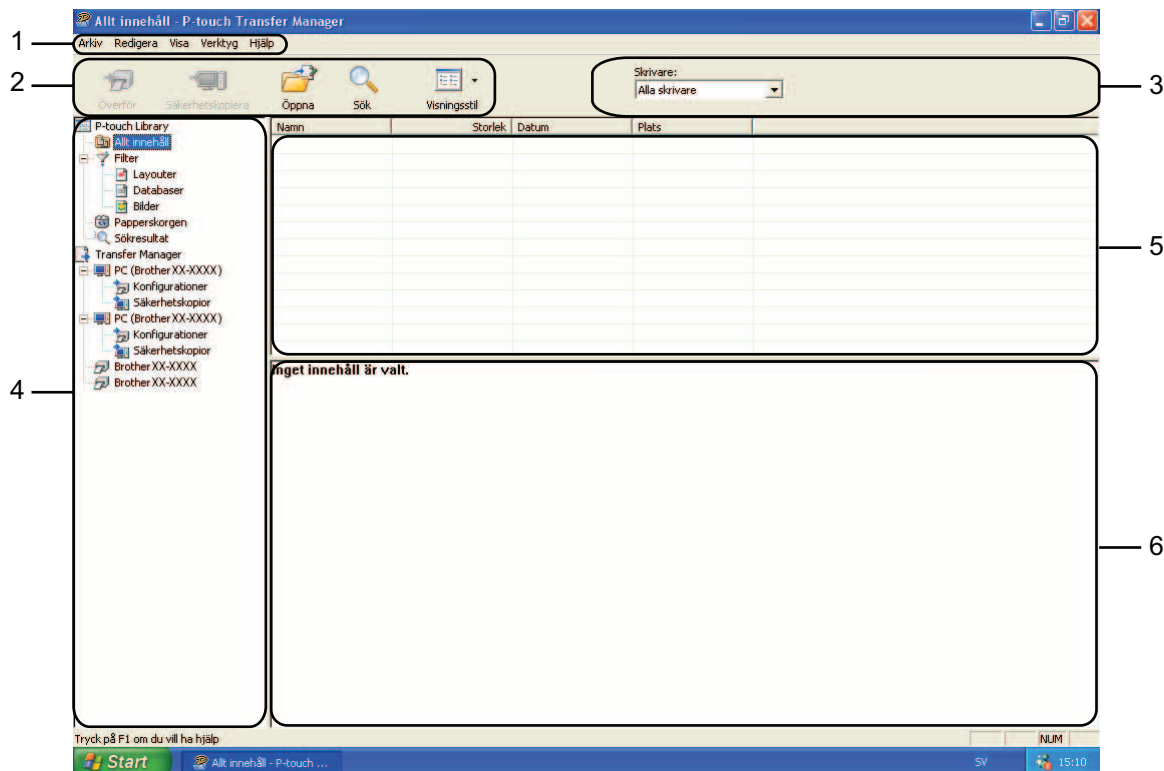 Allt innehåll - P-touch Transfer Manager
1
Arkiv Redigera Visa Verktyg Hjälp
2
Överför Säkerhetskopiera Öppna Sök Visningsstil
Skrivare:
Alla skrivare
3
P-touch Library
Allt innehåll
Filter
Layouter
Databaser
Bilder
Papperskorgen
Sökresultat
Transfer Manager
PC (Brother XX-XXXX)
Konfigurationer
Säkerhetskopior
PC (Brother XX-XXXX)
Konfigurationer
Säkerhetskopior
Brother XX-XXXX
Brother XX-XXXX
4
Namn Storlek Datum Plats
5
Inget innehåll är valt.
6
Tryck på F1 om du vill ha hjälp
NUM
Start
Allt innehåll - P-touch ...
SV
15:10